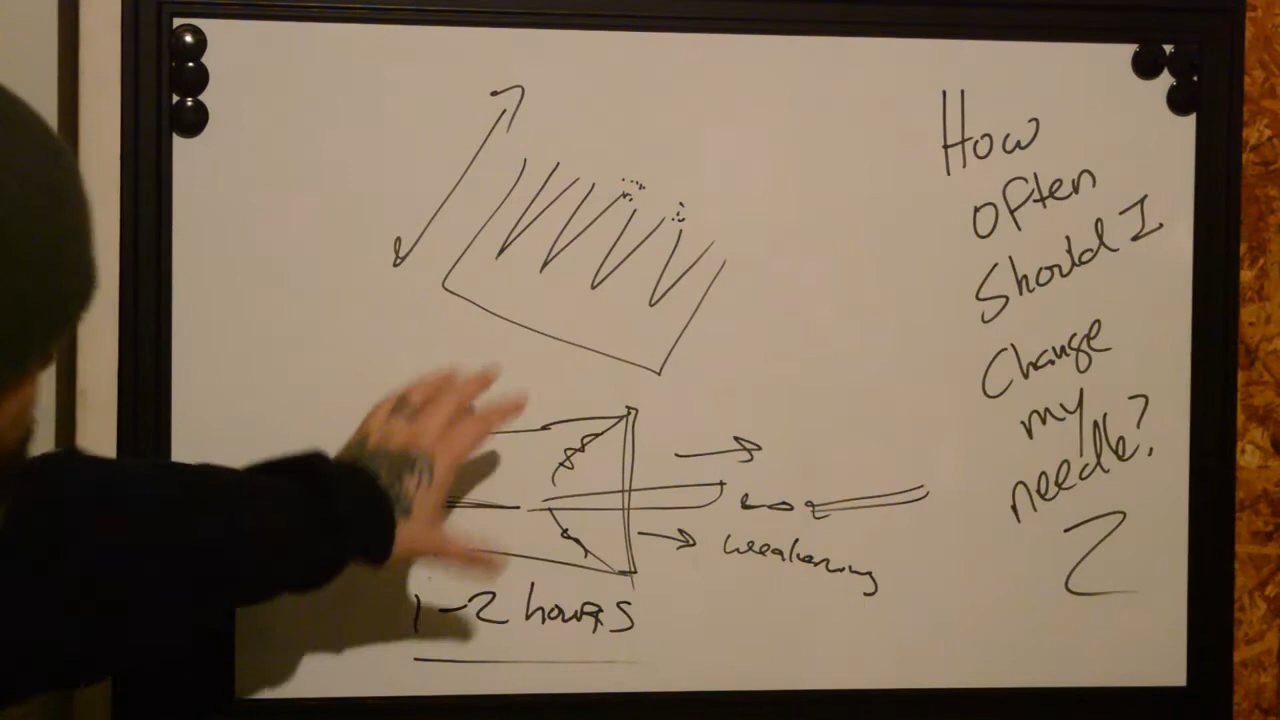 How
often
Should I
Change
my
needle?
weakening
1-2 hours